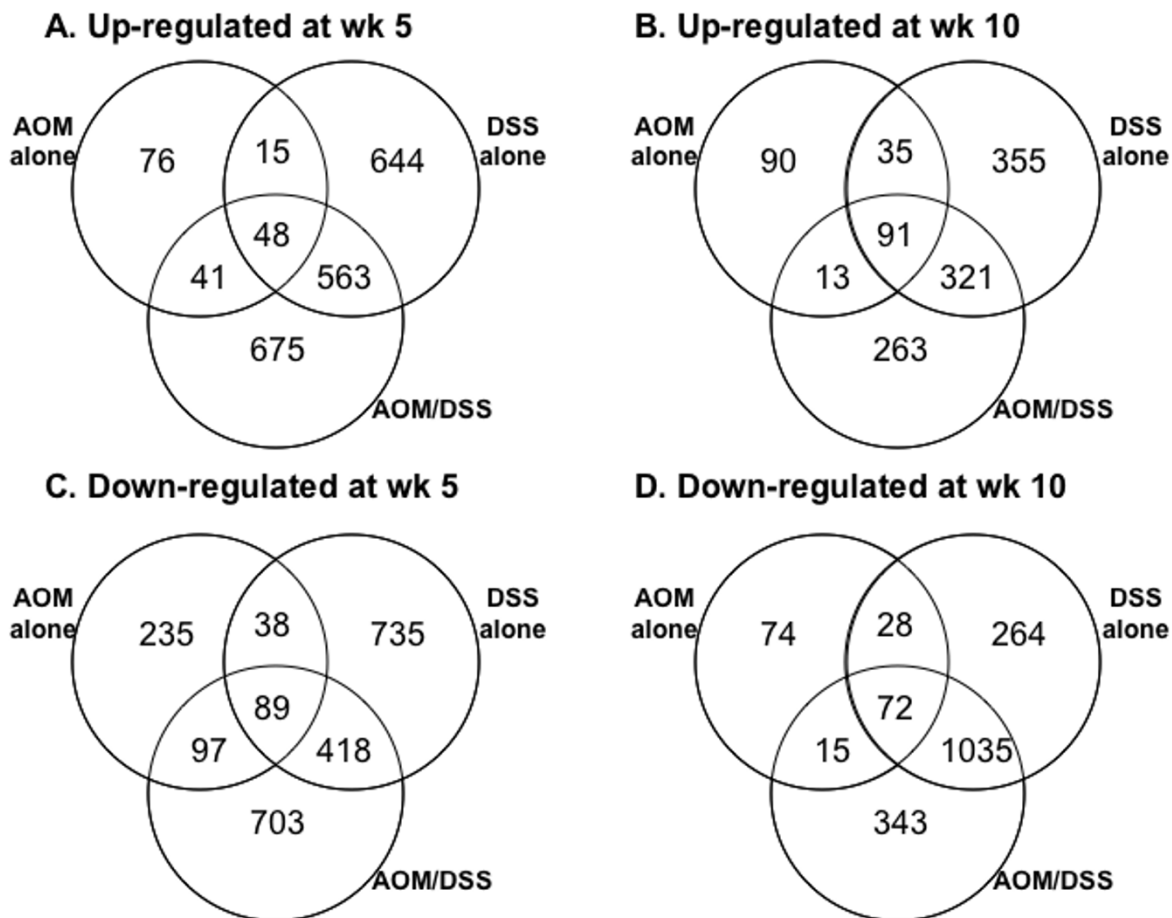 A. Up-regulated at wk 5
AOM
alone
76
15
644
DSS
alone
48
41
563
675
AOM/DSS
B. Up-regulated at wk 10
AOM
alone
90
35
355
DSS
alone
91
13
321
263
AOM/DSS
C. Down-regulated at wk 5
AOM
alone
235
38
735
DSS
alone
89
97
418
703
AOM/DSS
D. Down-regulated at wk 10
AOM
alone
74
28
264
DSS
alone
72
15
1035
343
AOM/DSS